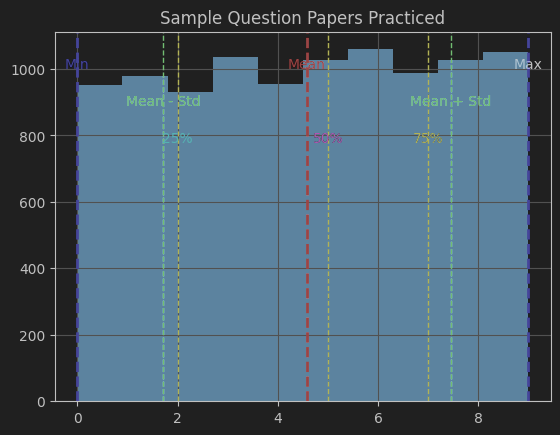 Sample Question Papers Practiced
Min
Mean
Max
Mean - Std
Mean + Std
25%
50%
75%
1000
800
600
400
200
0
0
2
4
6
8